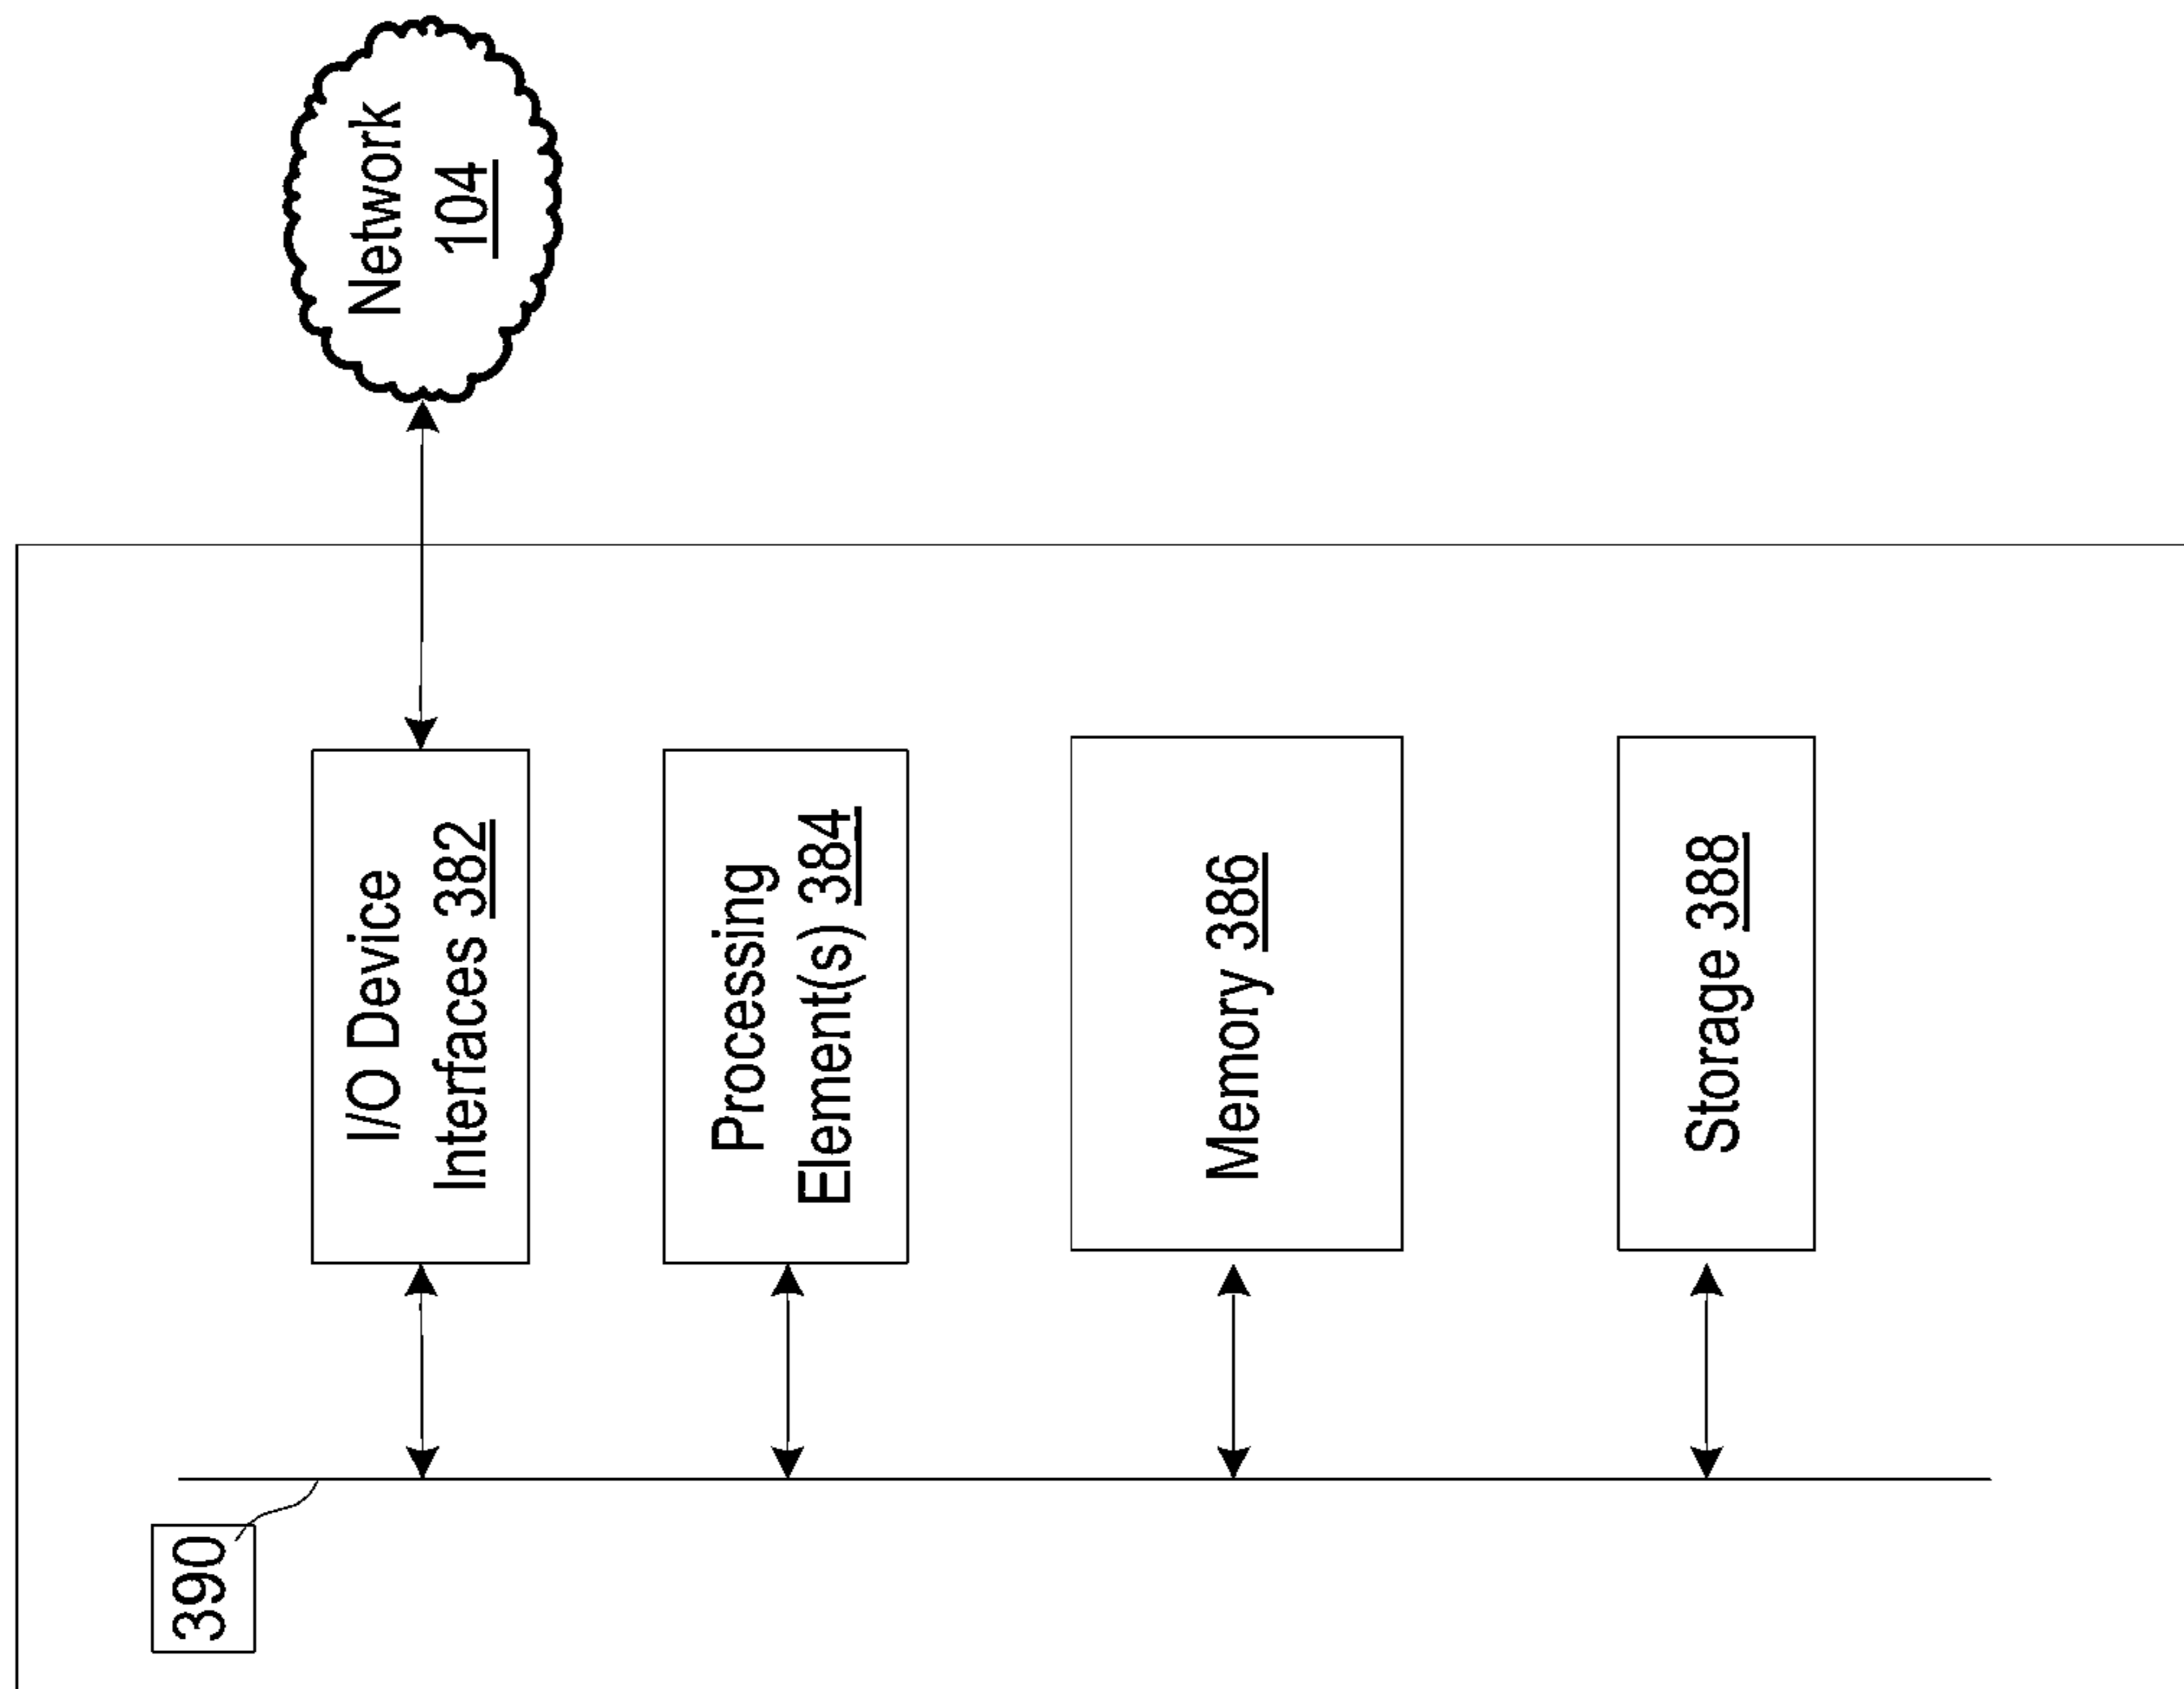 Network
104
I/O Device
Interfaces 382
Processing
Element(s) 384
Memory 386
Storage 388
390